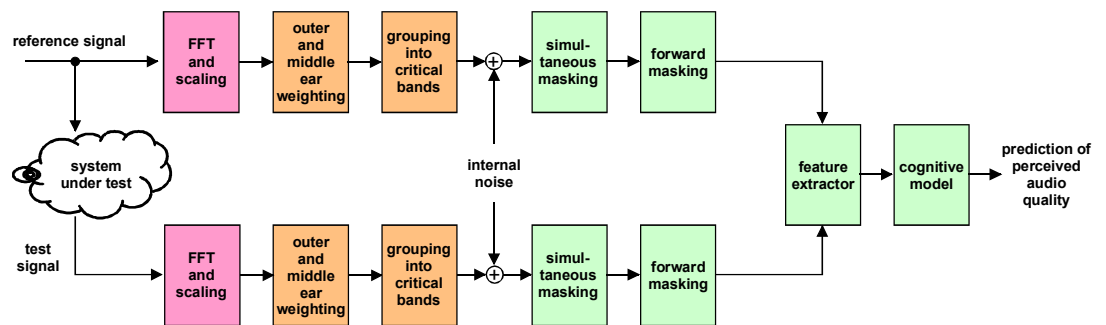 reference signal
FFT
and
scaling
outer
and
middle
ear
weighting
grouping
into
critical
bands
+
simul-
taneous
masking
forward
masking
system
under test
internal
noise
feature
extractor
cognitive
model
prediction of
perceived
audio
quality
test
signal
FFT
and
scaling
outer
and
middle
ear
weighting
grouping
into
critical
bands
+
simul-
taneous
masking
forward
masking